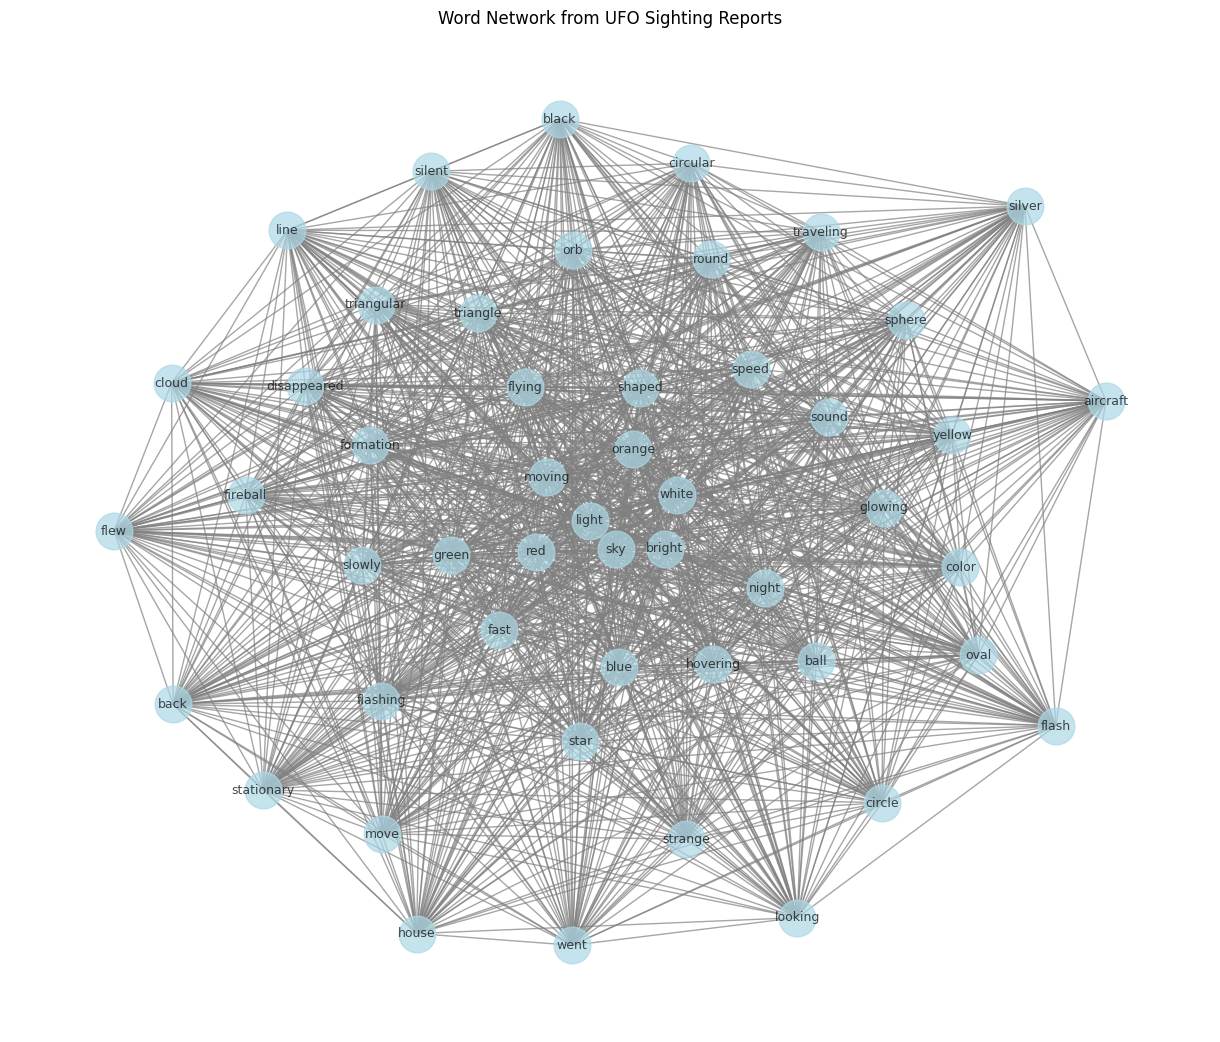 Word Network from UFO Sighting Reports
black
circular
silent
silver
line
traveling
orb
round
triangular
triangle
sphere
speed
cloud
disappeared
flying
shaped
aircraft
sound
yellow
formation
orange
moving
white
fireball
glowing
light
flew
sky
bright
red
green
slowly
color
night
fast
oval
ball
hovering
blue
flashing
back
flash
star
stationary
circle
move
strange
looking
house
went